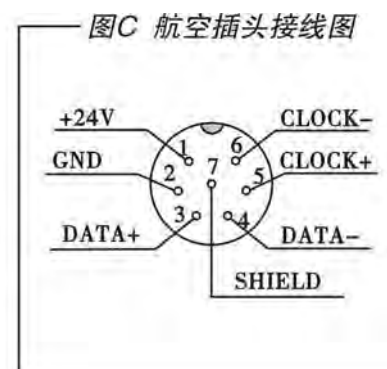 图C 航空插头接线图
+24V
CLOCK-
1
6
GND
7
CLOCK+
2
5
3
4
DATA+
DATA-
SHIELD